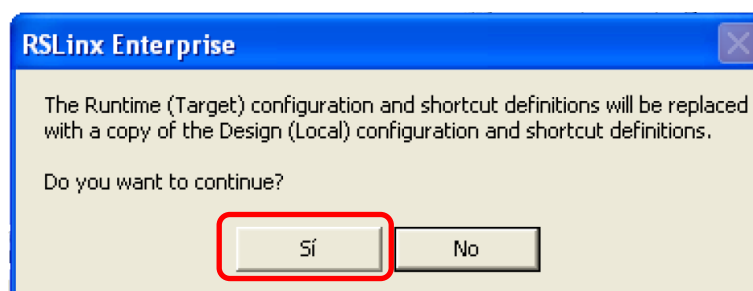 RSLinx Enterprise
The Runtime (Target) configuration and shortcut definitions will be replaced
with a copy of the Design (Local) configuration and shortcut definitions.
Do you want to continue?
Sí
No